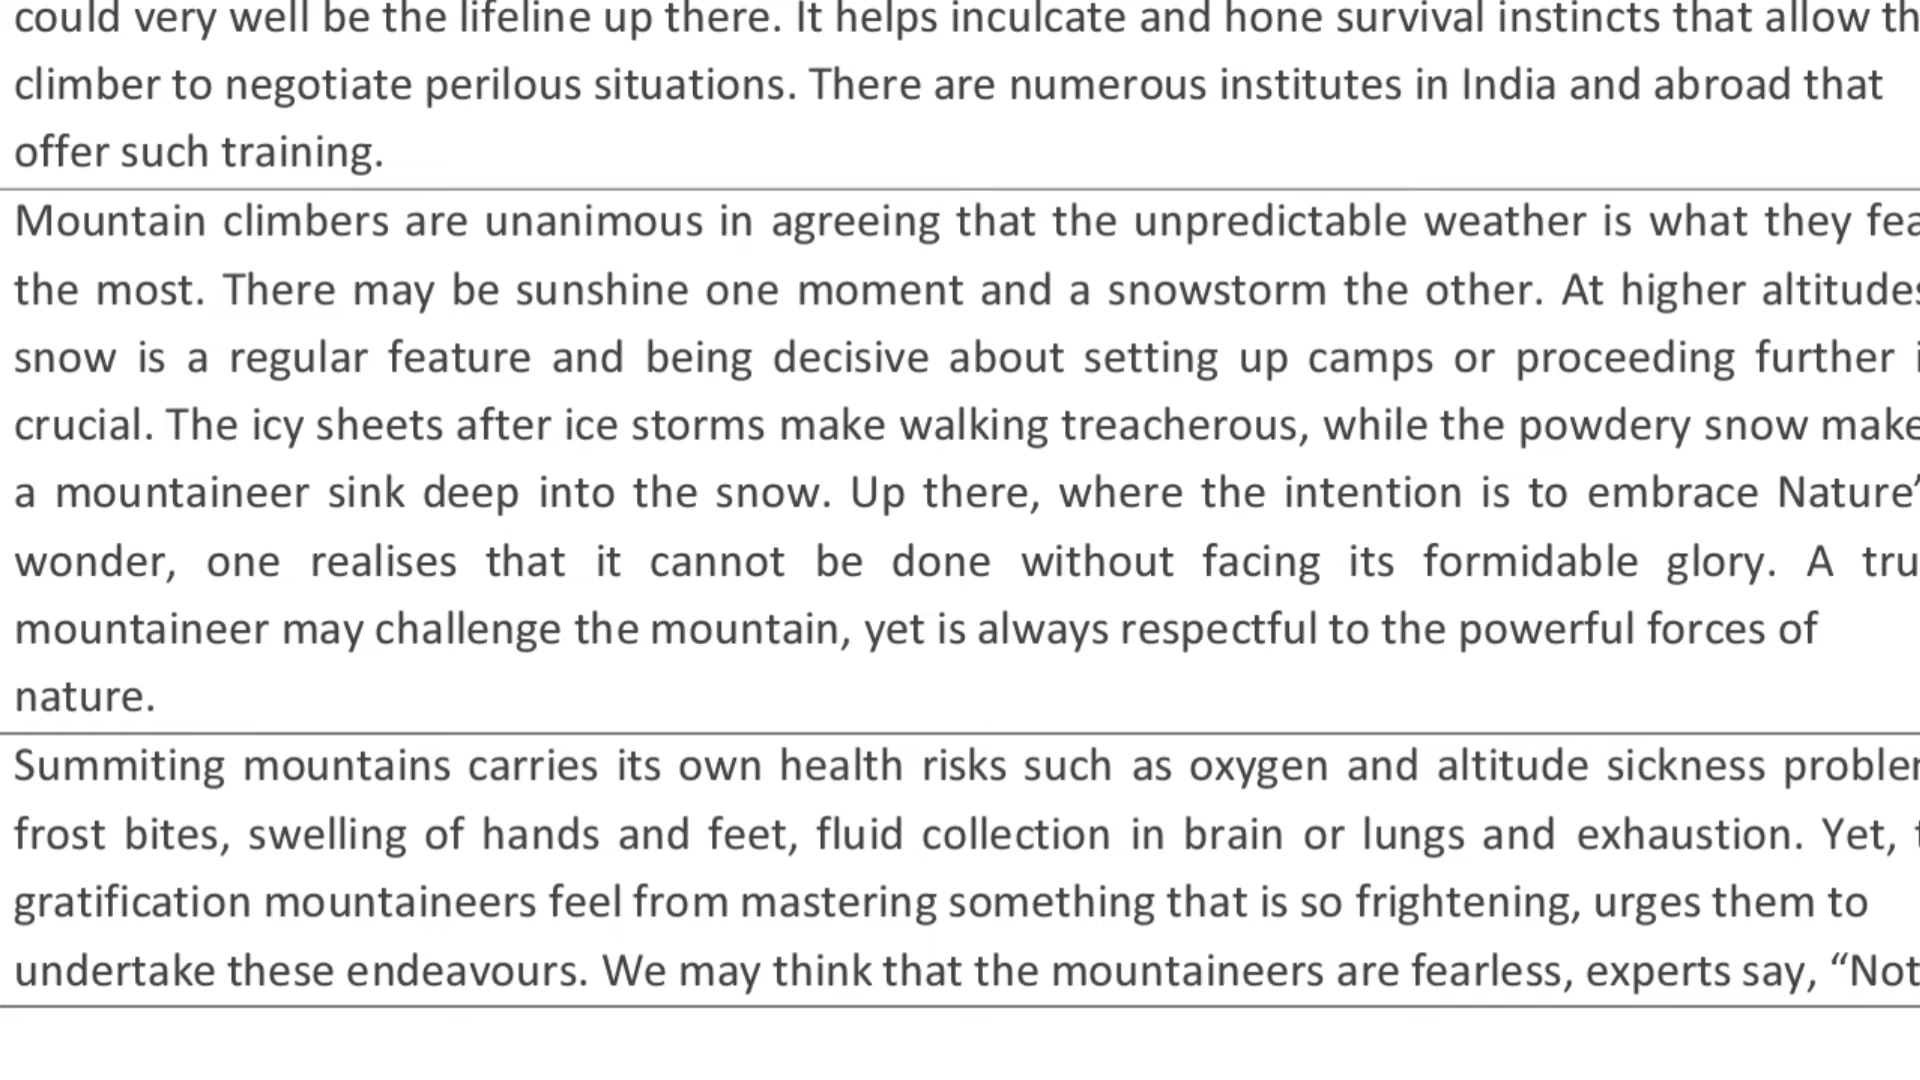 could very well be the lifeline up there. It helps inculcate and hone survival instincts that allow
climber to negotiate perilous situations. There are numerous institutes in India and abroad that
offer such training.
Mountain climbers are unanimous in agreeing that the unpredictable weather is what they
the most. There may be sunshine one moment and a snowstorm the other. At higher altitudes
snow is a regular feature and being decisive about setting up camps or proceeding further
crucial. The icy sheets after ice storms make walking treacherous, while the powdery snow make
a mountaineer sink deep into the snow. Up there, where the intention is to embrace Nature’
wonder, one realises that it cannot be done without facing its formidable glory. A
mountaineer may challenge the mountain, yet is always respectful to the powerful forces of
nature.
Summiting mountains carries its own health risks such as oxygen and altitude sickness
frost bites, swelling of hands and feet, fluid collection in brain or lungs and exhaustion. Yet,
gratification mountaineers feel from mastering something that is so frightening, urges them to
undertake these endeavours. We may think that the mountaineers are fearless, experts say, “Not